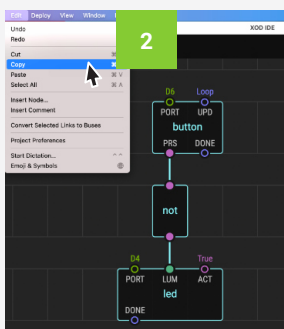 Edit Deploy View Window
XOD IDE
2
Undo
Redo
Cut
Copy
Paste ⌘ V
Select All ⌘ A
Insert Node...
Insert Comment
Convert Selected Links to Buses
Project Preferences
Start Dictation...
Emoji & Symbols
D6 Loop
PORT UPD
button
PRS DONE
not
D4 True
PORT LUM ACT
led
DONE